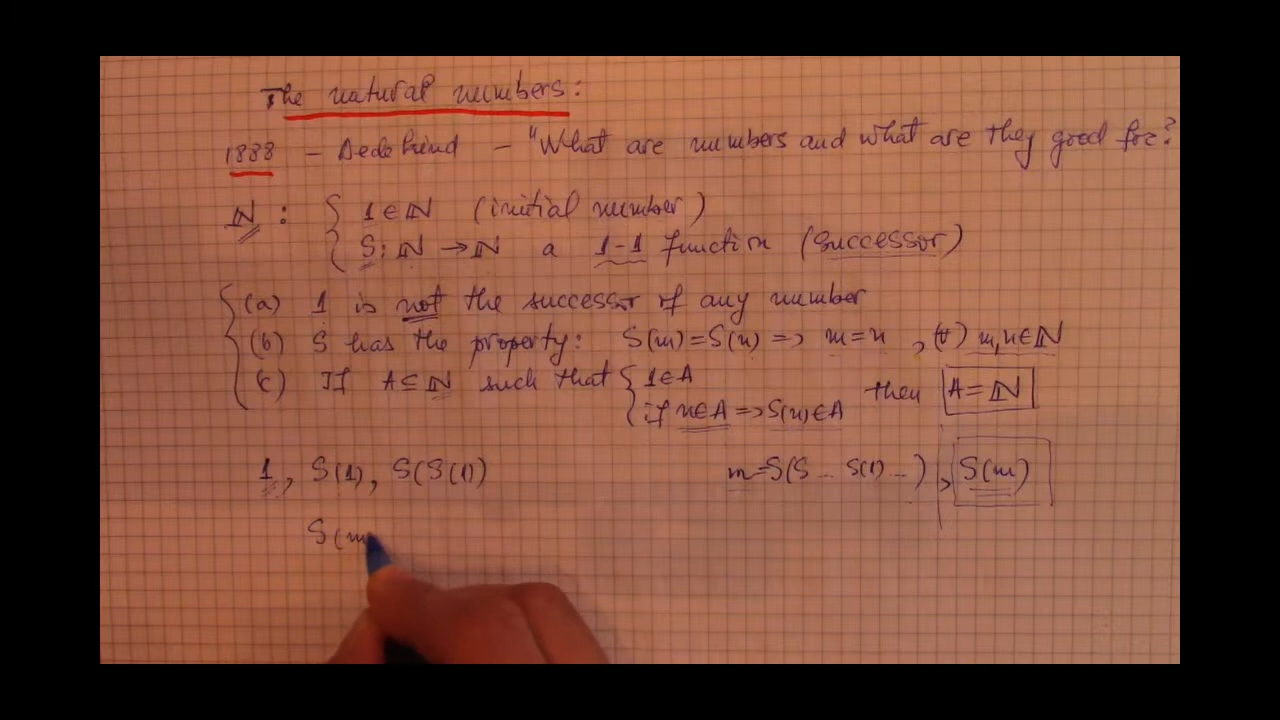 The natural numbers:
1888 – Dedekind – "What are numbers and what are they good for?
ℕ : { 1 ∈ ℕ (initial number)
{ S: ℕ → ℕ a 1-1 function (successor)
(a) 1 is not the successor of any number
(b) S has the property: S(m) = S(n) => m = n , (∀) m, n ∈ ℕ
(c) If A ⊆ ℕ such that { 1 ∈ A
if n ∈ A => S(n) ∈ A then A = ℕ
1, S(1), S(S(1)) m = S(S ... S(1) ... ) , S(m)
S(m